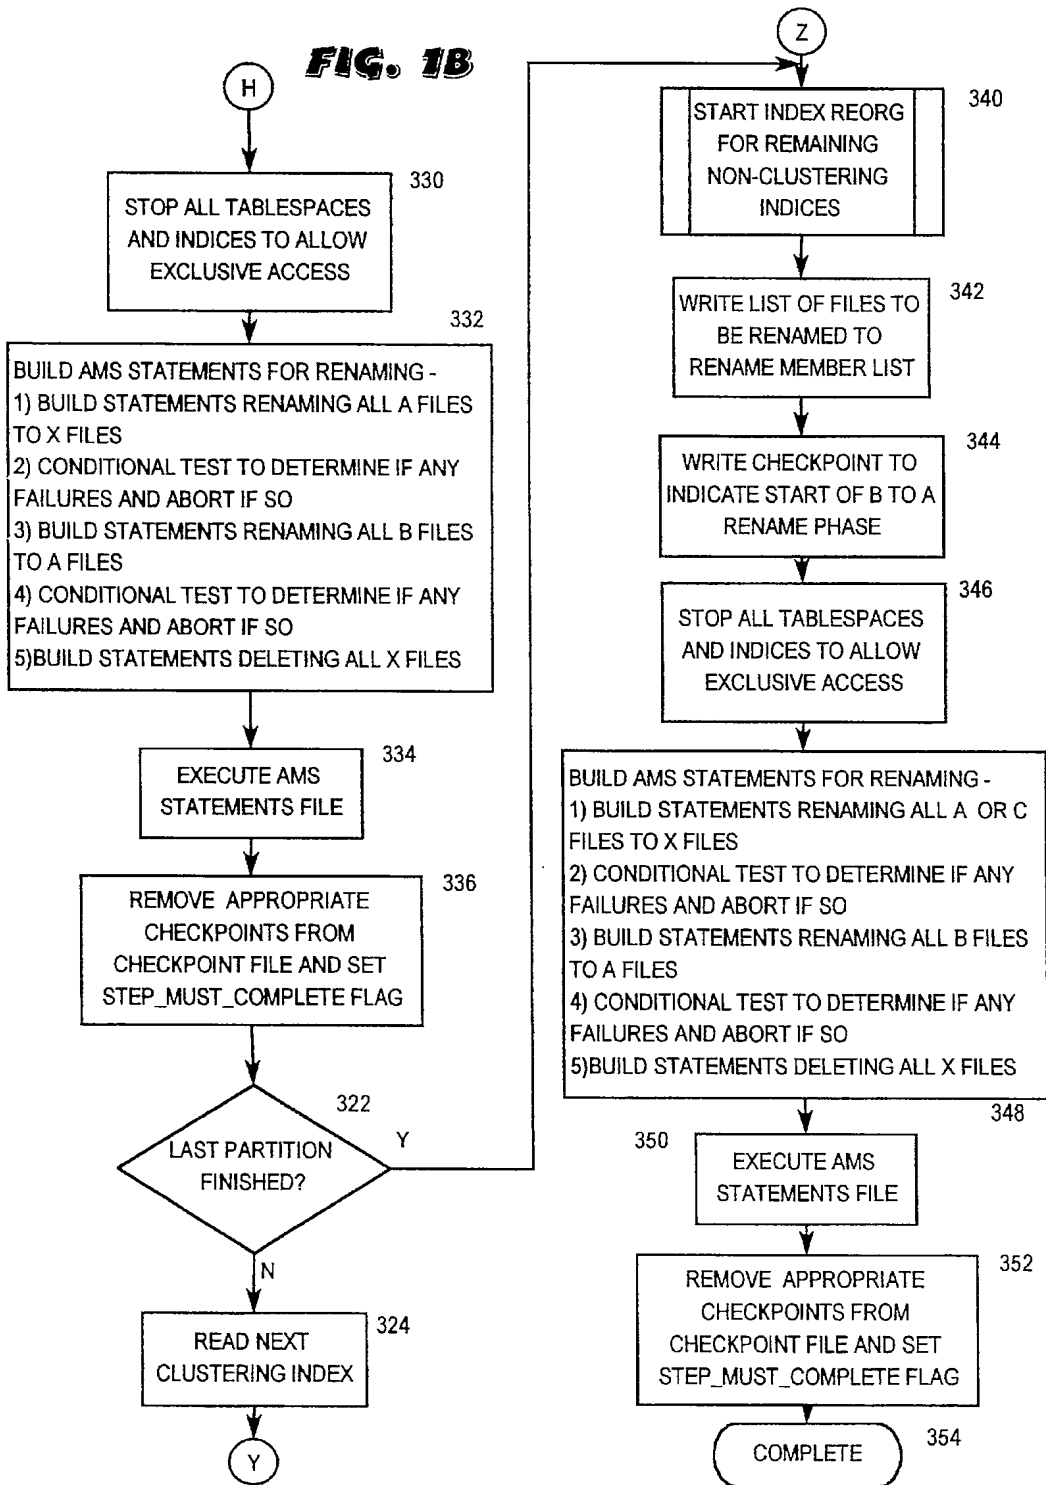 FIG. 1B
H
330
STOP ALL TABLESPACES
AND INDICES TO ALLOW
EXCLUSIVE ACCESS
332
BUILD AMS STATEMENTS FOR RENAMING -
1) BUILD STATEMENTS RENAMING ALL A FILES
TO X FILES
2) CONDITIONAL TEST TO DETERMINE IF ANY
FAILURES AND ABORT IF SO
3) BUILD STATEMENTS RENAMING ALL B FILES
TO A FILES
4) CONDITIONAL TEST TO DETERMINE IF ANY
FAILURES AND ABORT IF SO
5)BUILD STATEMENTS DELETING ALL X FILES
334
EXECUTE AMS
STATEMENTS FILE
336
REMOVE APPROPRIATE
CHECKPOINTS FROM
CHECKPOINT FILE AND SET
STEP_MUST_COMPLETE FLAG
322
LAST PARTITION
FINISHED?
Y
N
324
READ NEXT
CLUSTERING INDEX
Y
Z
340
START INDEX REORG
FOR REMAINING
NON-CLUSTERING
INDICES
342
WRITE LIST OF FILES TO
BE RENAMED TO
RENAME MEMBER LIST
344
WRITE CHECKPOINT TO
INDICATE START OF B TO A
RENAME PHASE
346
STOP ALL TABLESPACES
AND INDICES TO ALLOW
EXCLUSIVE ACCESS
BUILD AMS STATEMENTS FOR RENAMING -
1) BUILD STATEMENTS RENAMING ALL A OR C
FILES TO X FILES
2) CONDITIONAL TEST TO DETERMINE IF ANY
FAILURES AND ABORT IF SO
3) BUILD STATEMENTS RENAMING ALL B FILES
TO A FILES
4) CONDITIONAL TEST TO DETERMINE IF ANY
FAILURES AND ABORT IF SO
5)BUILD STATEMENTS DELETING ALL X FILES
348
350
EXECUTE AMS
STATEMENTS FILE
352
REMOVE APPROPRIATE
CHECKPOINTS FROM
CHECKPOINT FILE AND SET
STEP_MUST_COMPLETE FLAG
354
COMPLETE